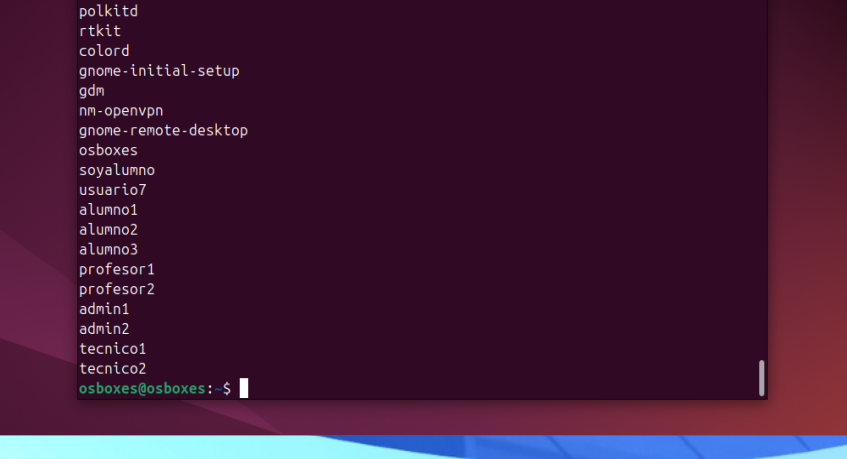 polkitd
rtkit
colord
gnome-initial-setup
gdm
nm-openvpn
gnome-remote-desktop
osboxes
soyalumno
usuario7
alumno1
alumno2
alumno3
profesor1
profesor2
admin1
admin2
tecnico1
tecnico2
osboxes@osboxes:~$